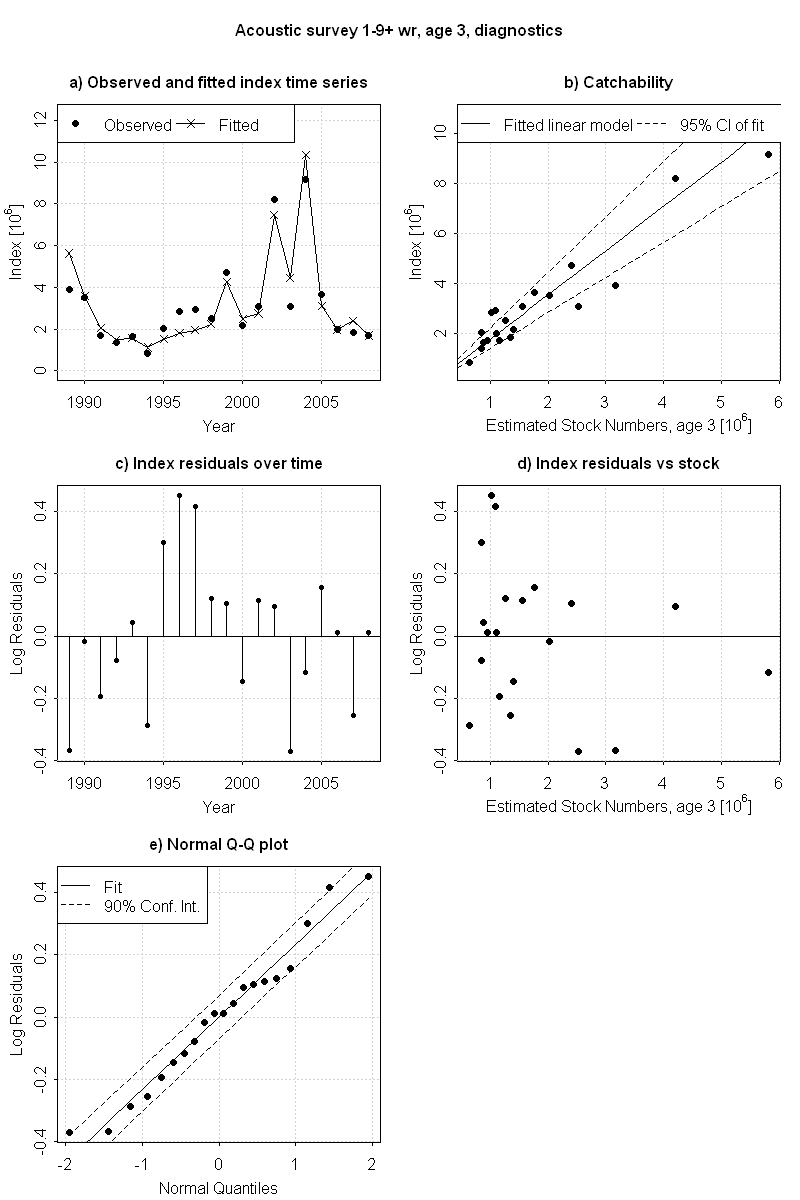 Acoustic survey 1-9+ wr, age 3, diagnostics
a) Observed and fitted index time series
Observed
Fitted
12
10
8
6
4
2
0
Index [10^6]
1990
1995
2000
2005
Year
b) Catchability
Fitted linear model
95% CI of fit
10
8
6
4
2
Index [10^6]
1
2
3
4
5
6
Estimated Stock Numbers, age 3 [10^6]
c) Index residuals over time
0.4
0.2
0.0
-0.2
-0.4
Log Residuals
1990
1995
2000
2005
Year
d) Index residuals vs stock
0.4
0.2
0.0
-0.2
-0.4
Log Residuals
1
2
3
4
5
6
Estimated Stock Numbers, age 3 [10^6]
e) Normal Q-Q plot
Fit
90% Conf. Int.
0.4
0.2
0.0
-0.2
-0.4
Log Residuals
-2
-1
0
1
2
Normal Quantiles